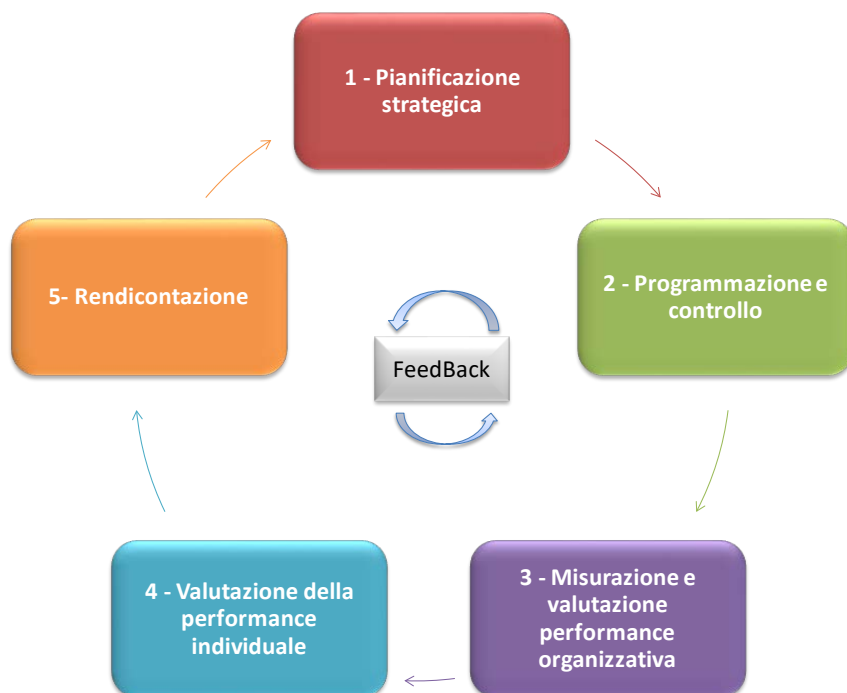 1 - Pianificazione
strategica
2 - Programmazione e
controllo
3 - Misurazione e
valutazione
performance
organizzativa
4 - Valutazione della
performance
individuale
5- Rendicontazione
FeedBack